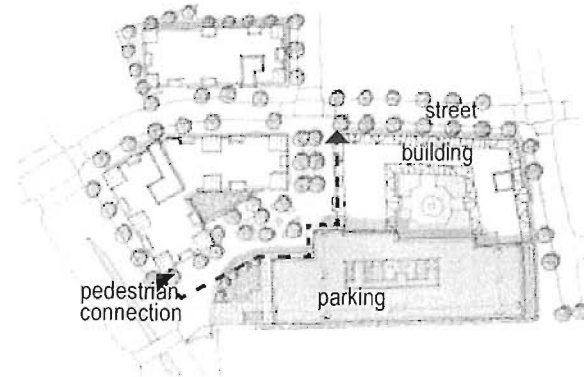 street
building
pedestrian
connection
parking